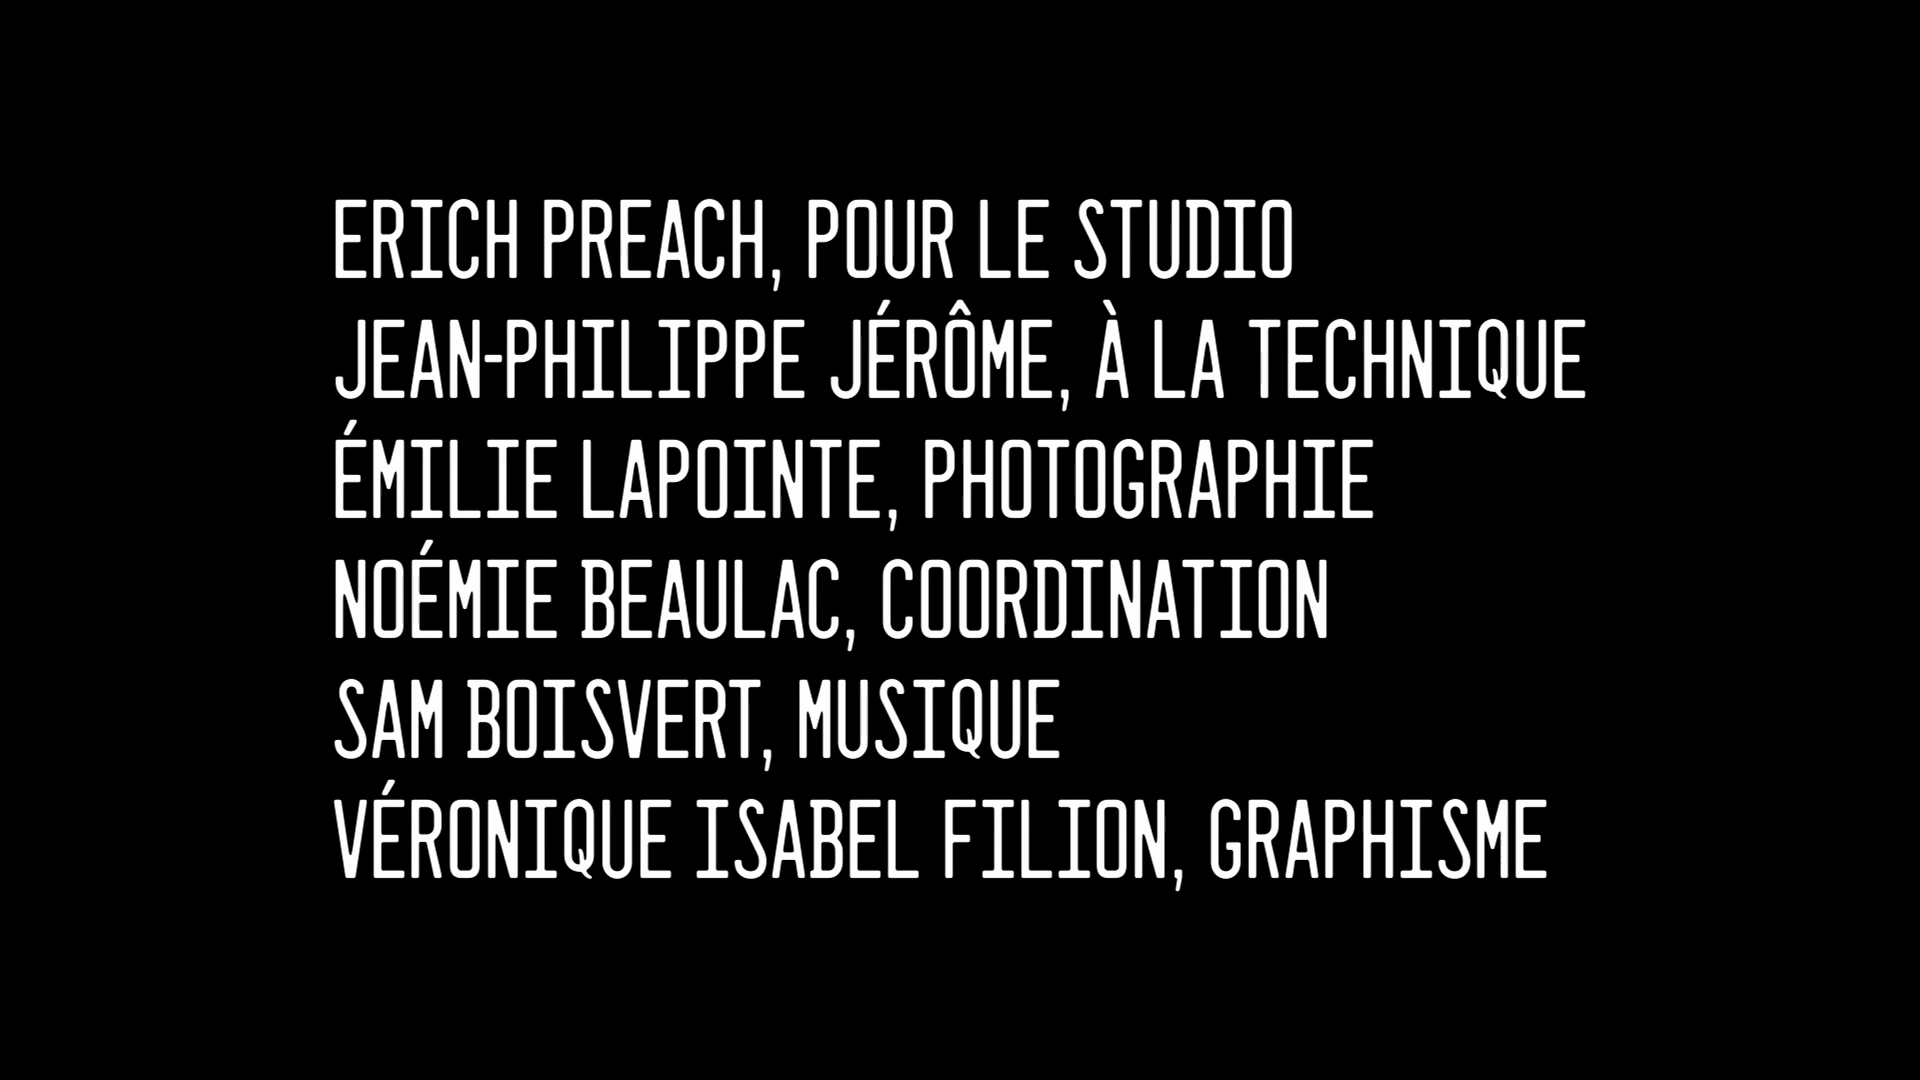 ERICH PREACH, POUR LE STUDIO
JEAN-PHILIPPE JÉRÔME, À LA TECHNIQUE
ÉMILIE LAPOINTE, PHOTOGRAPHIE
NOÉMIE BEAULAC, COORDINATION
SAM BOISVERT, MUSIQUE
VÉRONIQUE ISABEL FILION, GRAPHISME